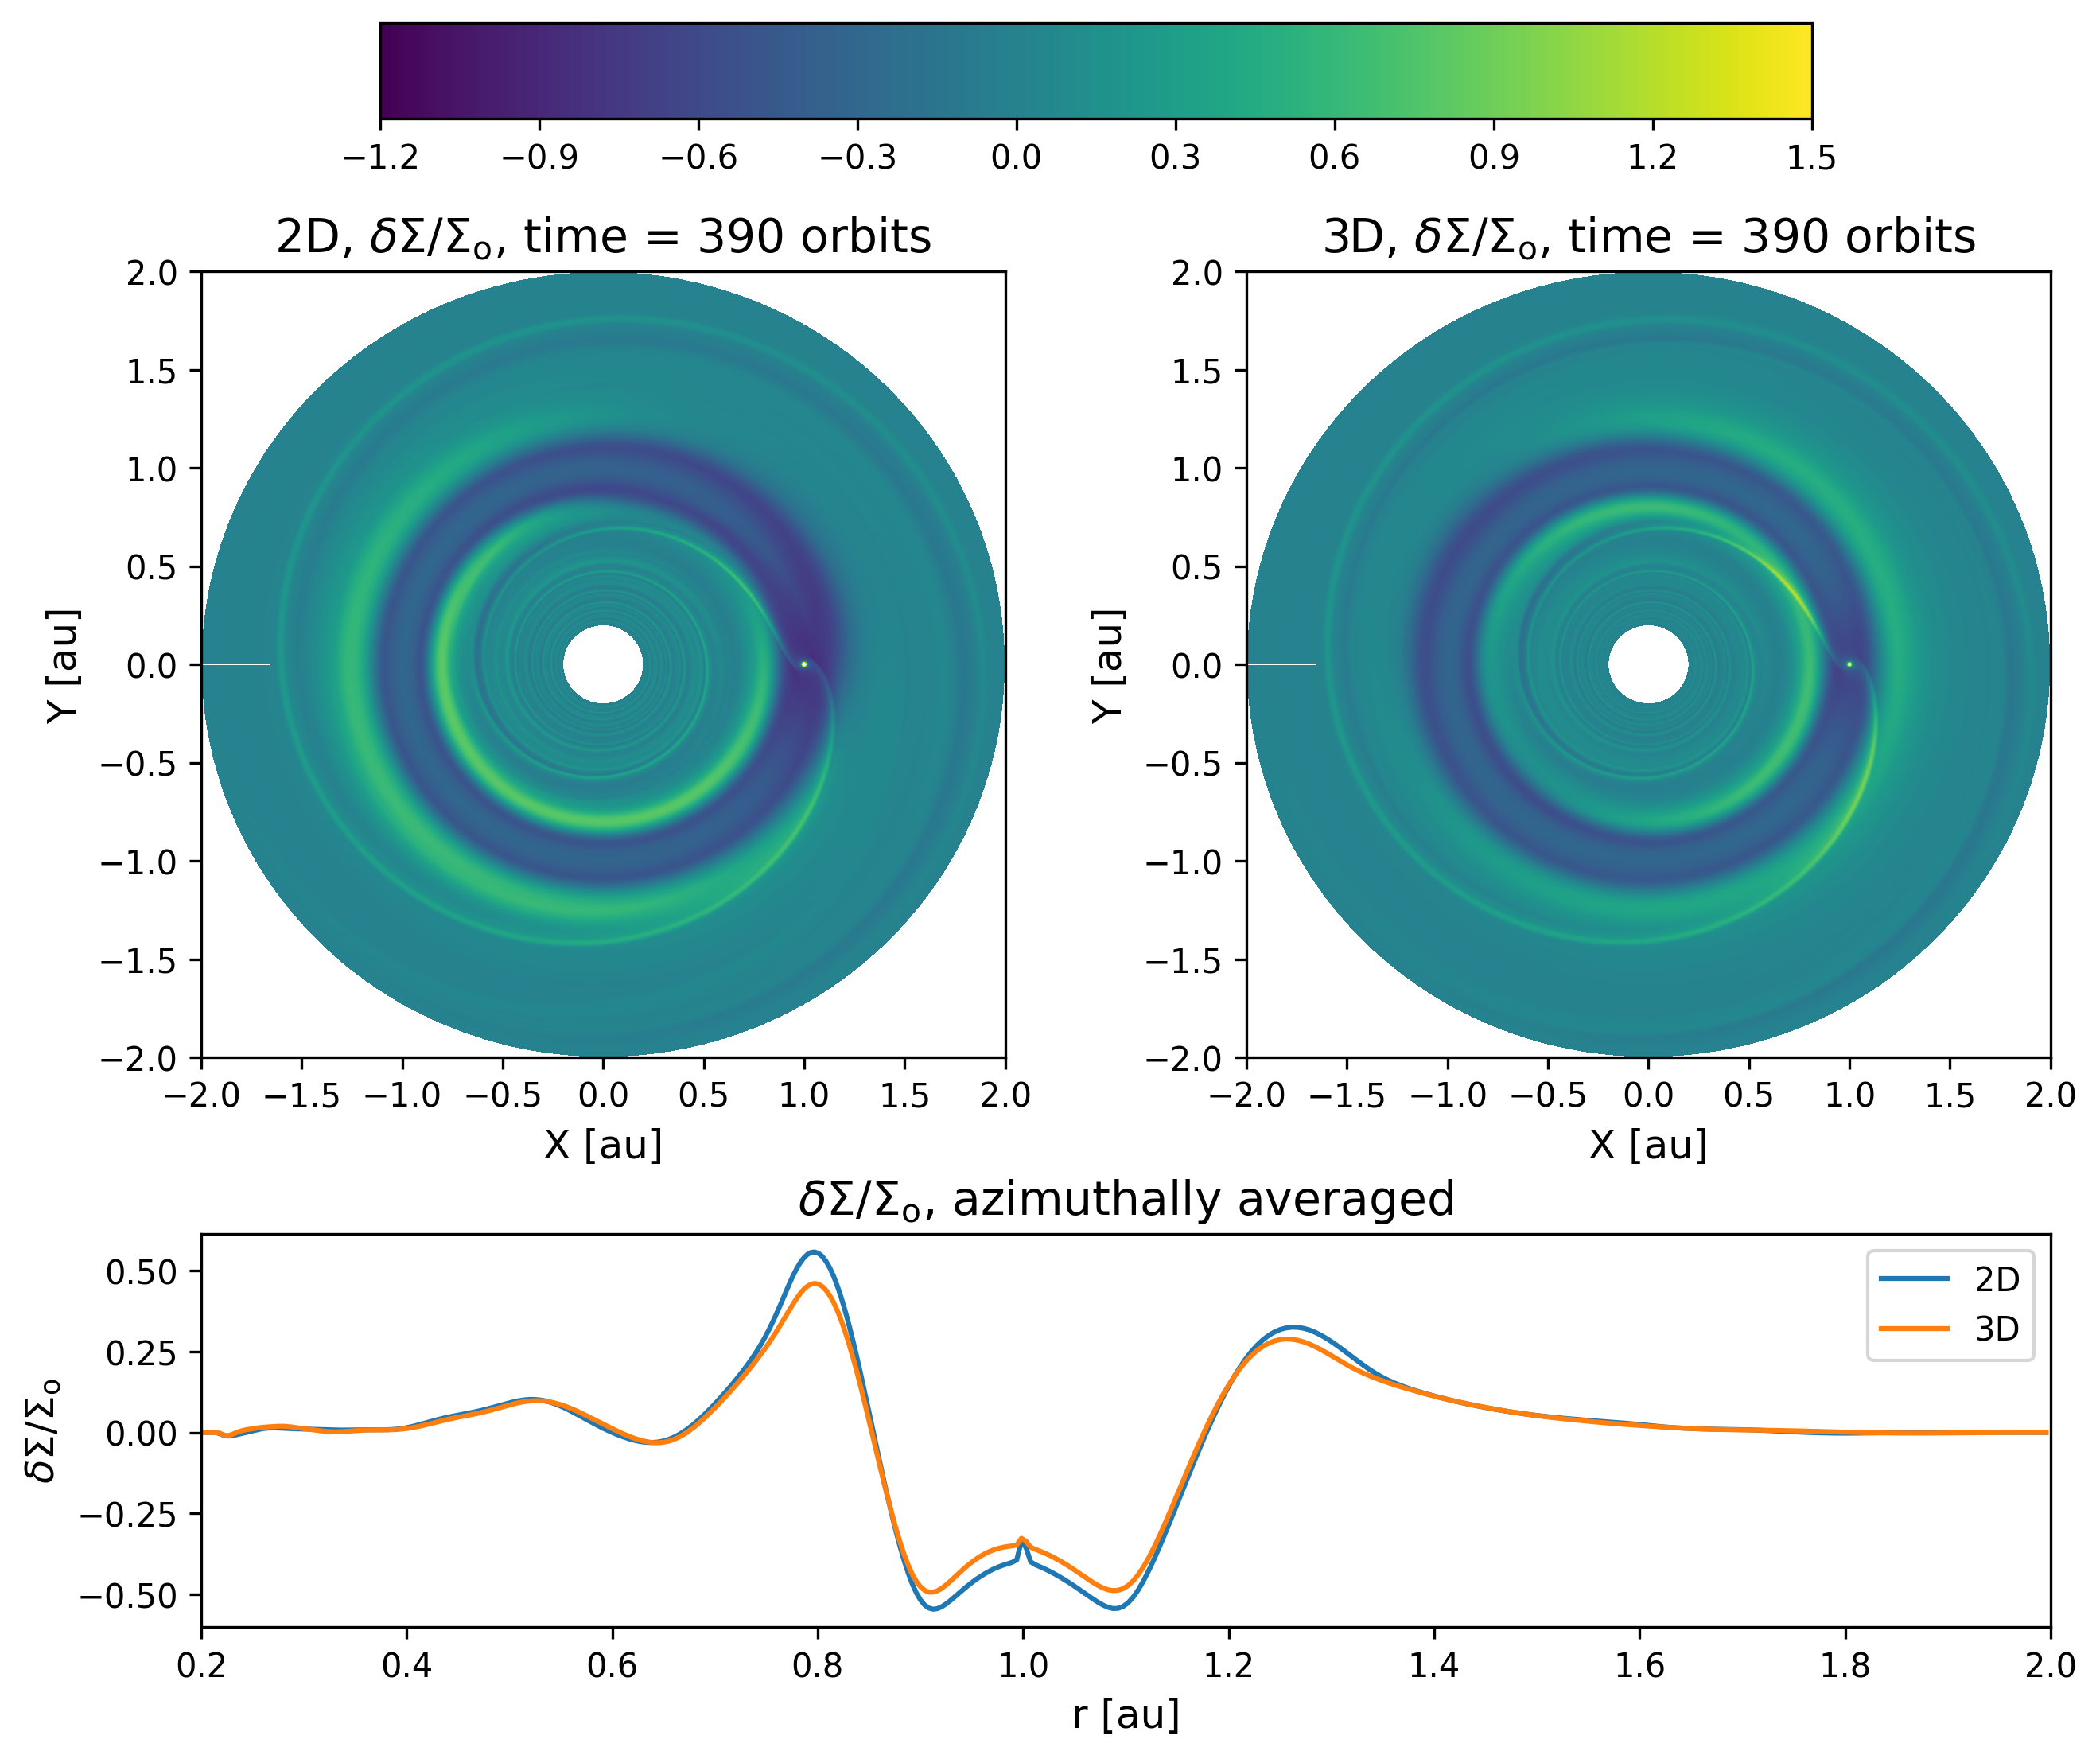 −1.2 −0.9 −0.6 −0.3 0.0 0.3 0.6 0.9 1.2 1.5
2D, δΣ/Σo, time = 390 orbits
2.0
1.5
1.0
0.5
0.0
−0.5
−1.0
−1.5
−2.0
Y [au]
−2.0 −1.5 −1.0 −0.5 0.0 0.5 1.0 1.5 2.0
X [au]
3D, δΣ/Σo, time = 390 orbits
2.0
1.5
1.0
0.5
0.0
−0.5
−1.0
−1.5
−2.0
Y [au]
−2.0 −1.5 −1.0 −0.5 0.0 0.5 1.0 1.5 2.0
X [au]
δΣ/Σo, azimuthally averaged
0.50
0.25
0.00
−0.25
−0.50
δΣ/Σo
2D
3D
0.2 0.4 0.6 0.8 1.0 1.2 1.4 1.6 1.8 2.0
r [au]